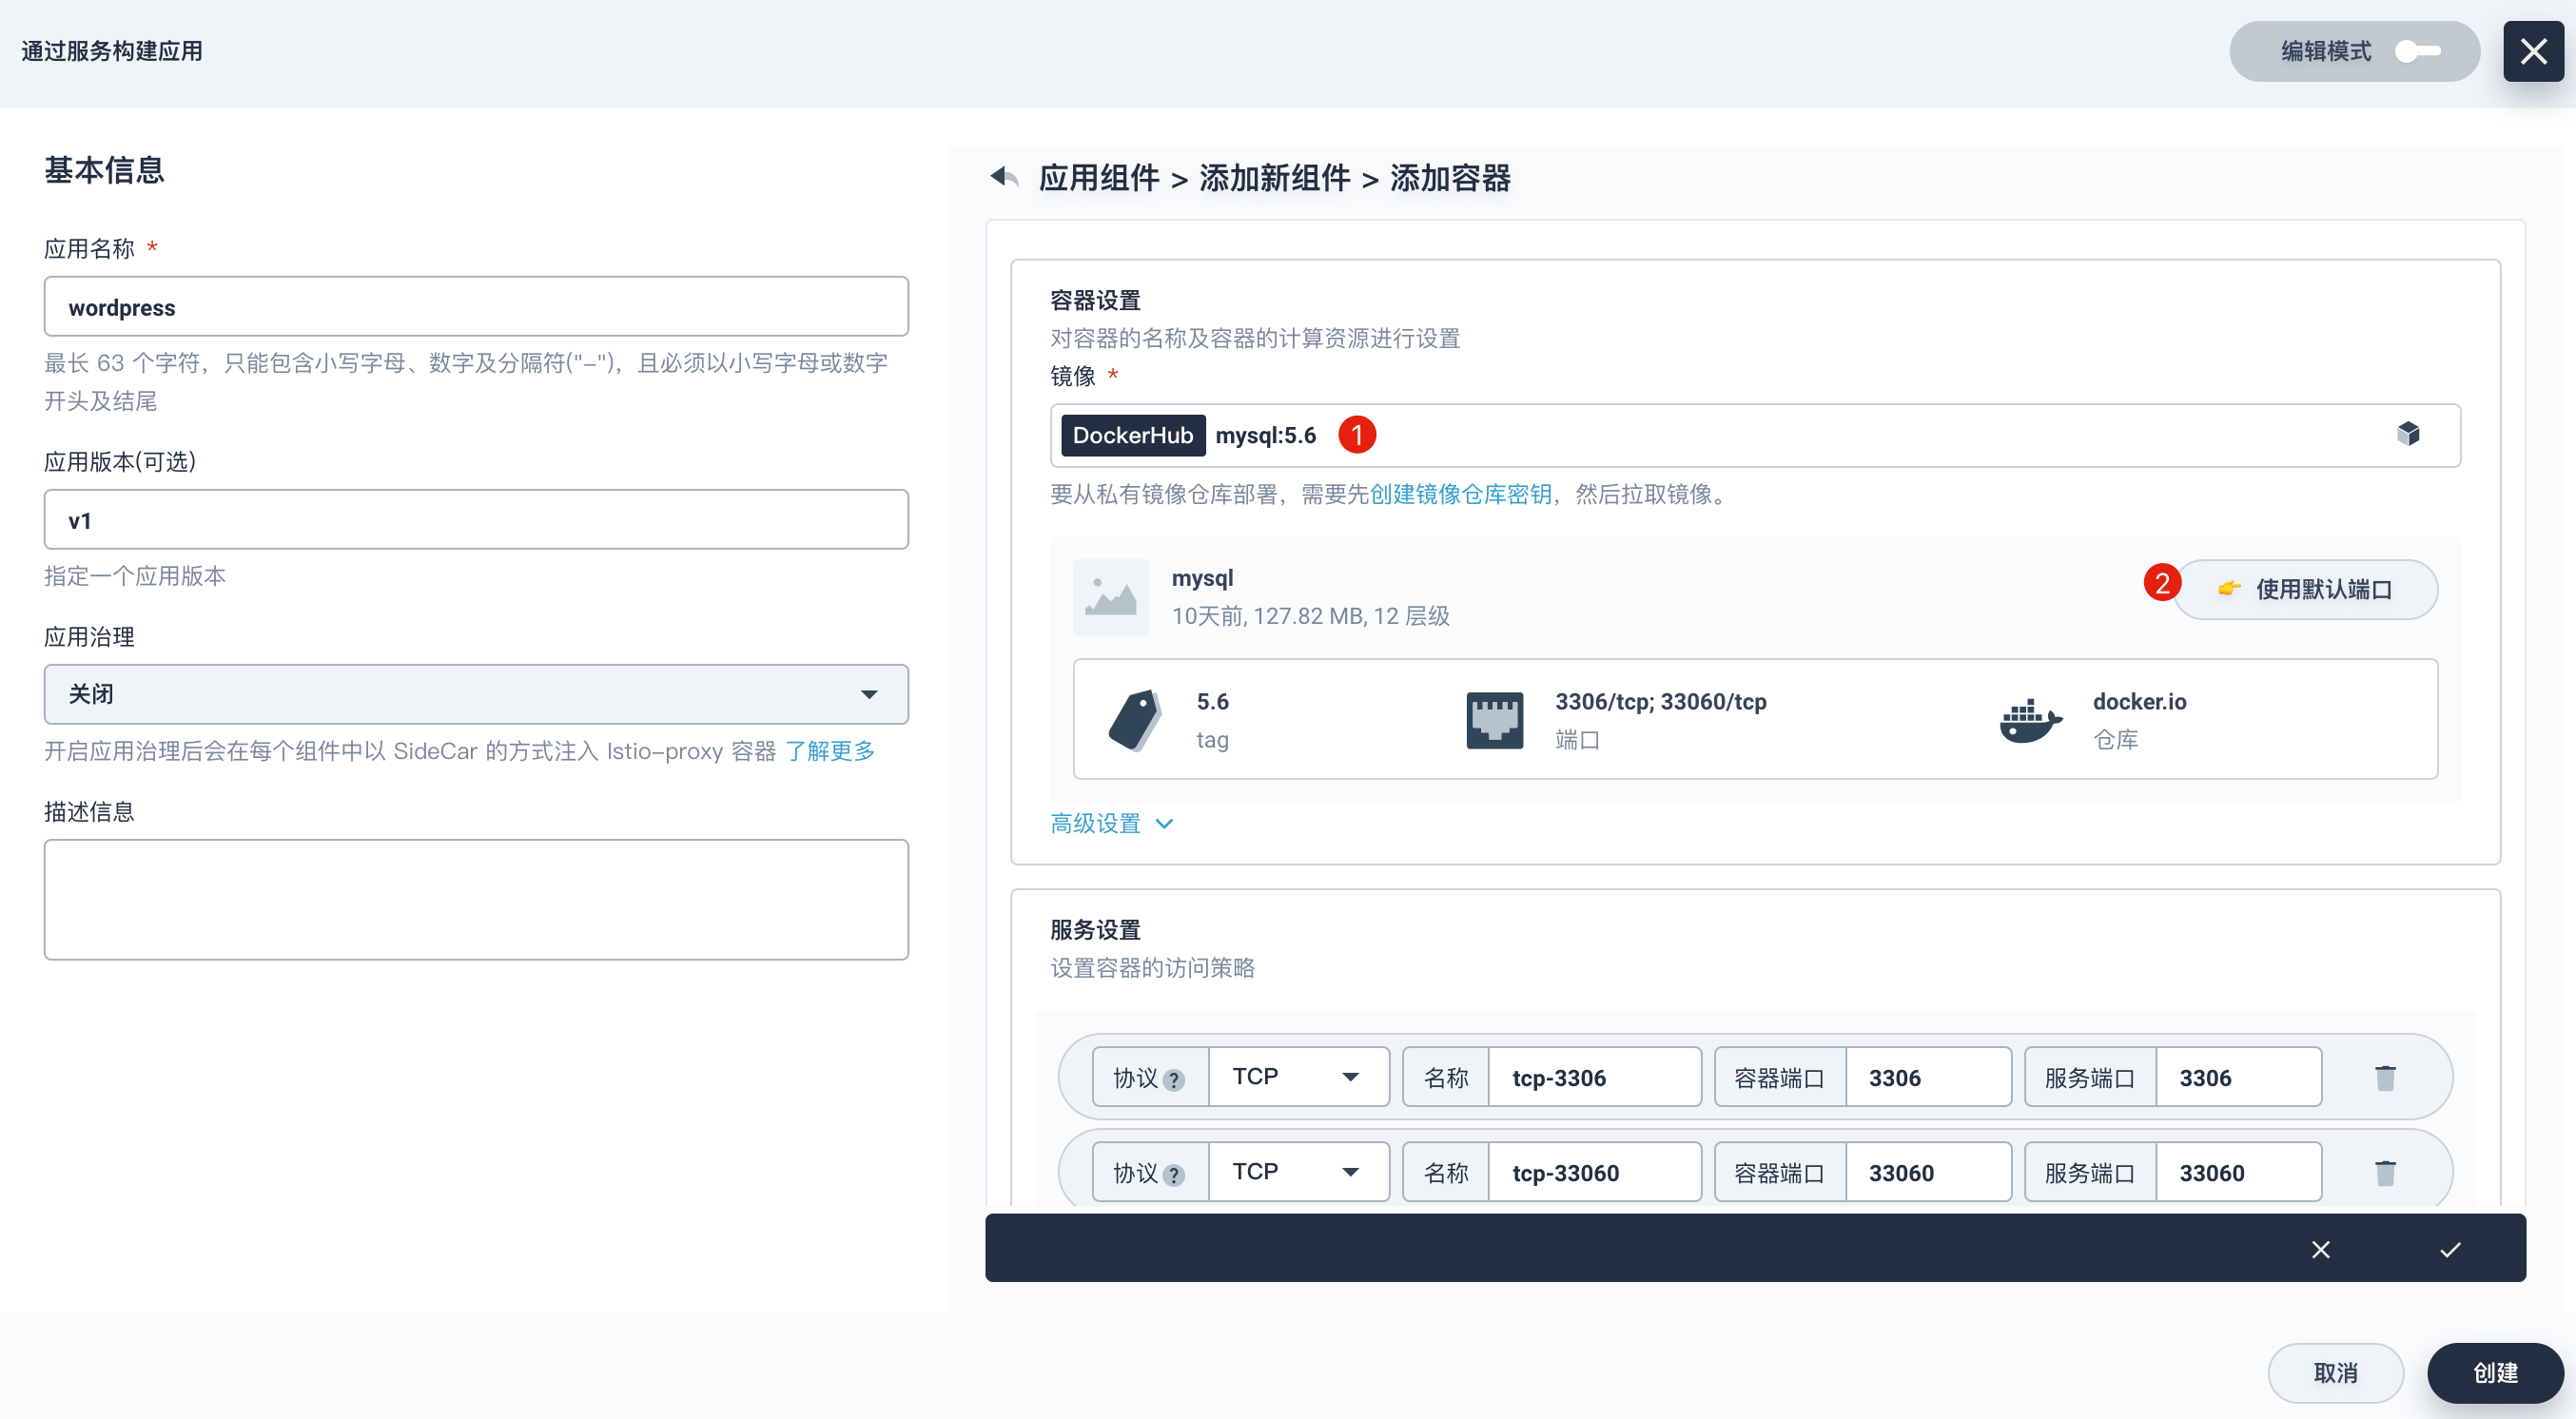 通过服务构建应用
编辑模式
基本信息
应用名称 *
wordpress
最长 63 个字符，只能包含小写字母、数字及分隔符("-")，且必须以小写字母或数字
开头及结尾
应用版本(可选)
v1
指定一个应用版本
应用治理
关闭
开启应用治理后会在每个组件中以 SideCar 的方式注入 Istio-proxy 容器 了解更多
描述信息
应用组件 > 添加新组件 > 添加容器
容器设置
对容器的名称及容器的计算资源进行设置
镜像 *
DockerHub mysql:5.6 1
要从私有镜像仓库部署，需要先创建镜像仓库密钥，然后拉取镜像。
mysql
10天前, 127.82 MB, 12 层级
2 👉 使用默认端口
5.6
tag
3306/tcp; 33060/tcp
端口
docker.io
仓库
高级设置
服务设置
设置容器的访问策略
协议 ? TCP 名称 tcp-3306 容器端口 3306 服务端口 3306
协议 ? TCP 名称 tcp-33060 容器端口 33060 服务端口 33060
取消 创建